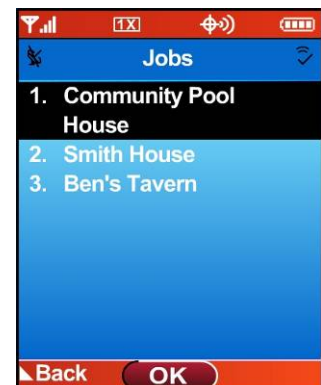 1X
Jobs
1. Community Pool
House
2. Smith House
3. Ben's Tavern
Back OK